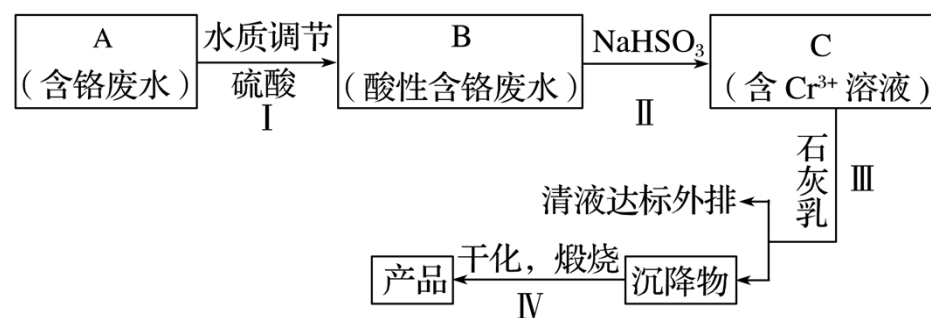 A
（含铬废水）
水质调节
硫酸
Ⅰ
B
（酸性含铬废水）
NaHSO₃
Ⅱ
C
（含Cr³⁺溶液）
石灰乳
Ⅲ
清液达标外排
沉降物
干化，煅烧
Ⅳ
产品